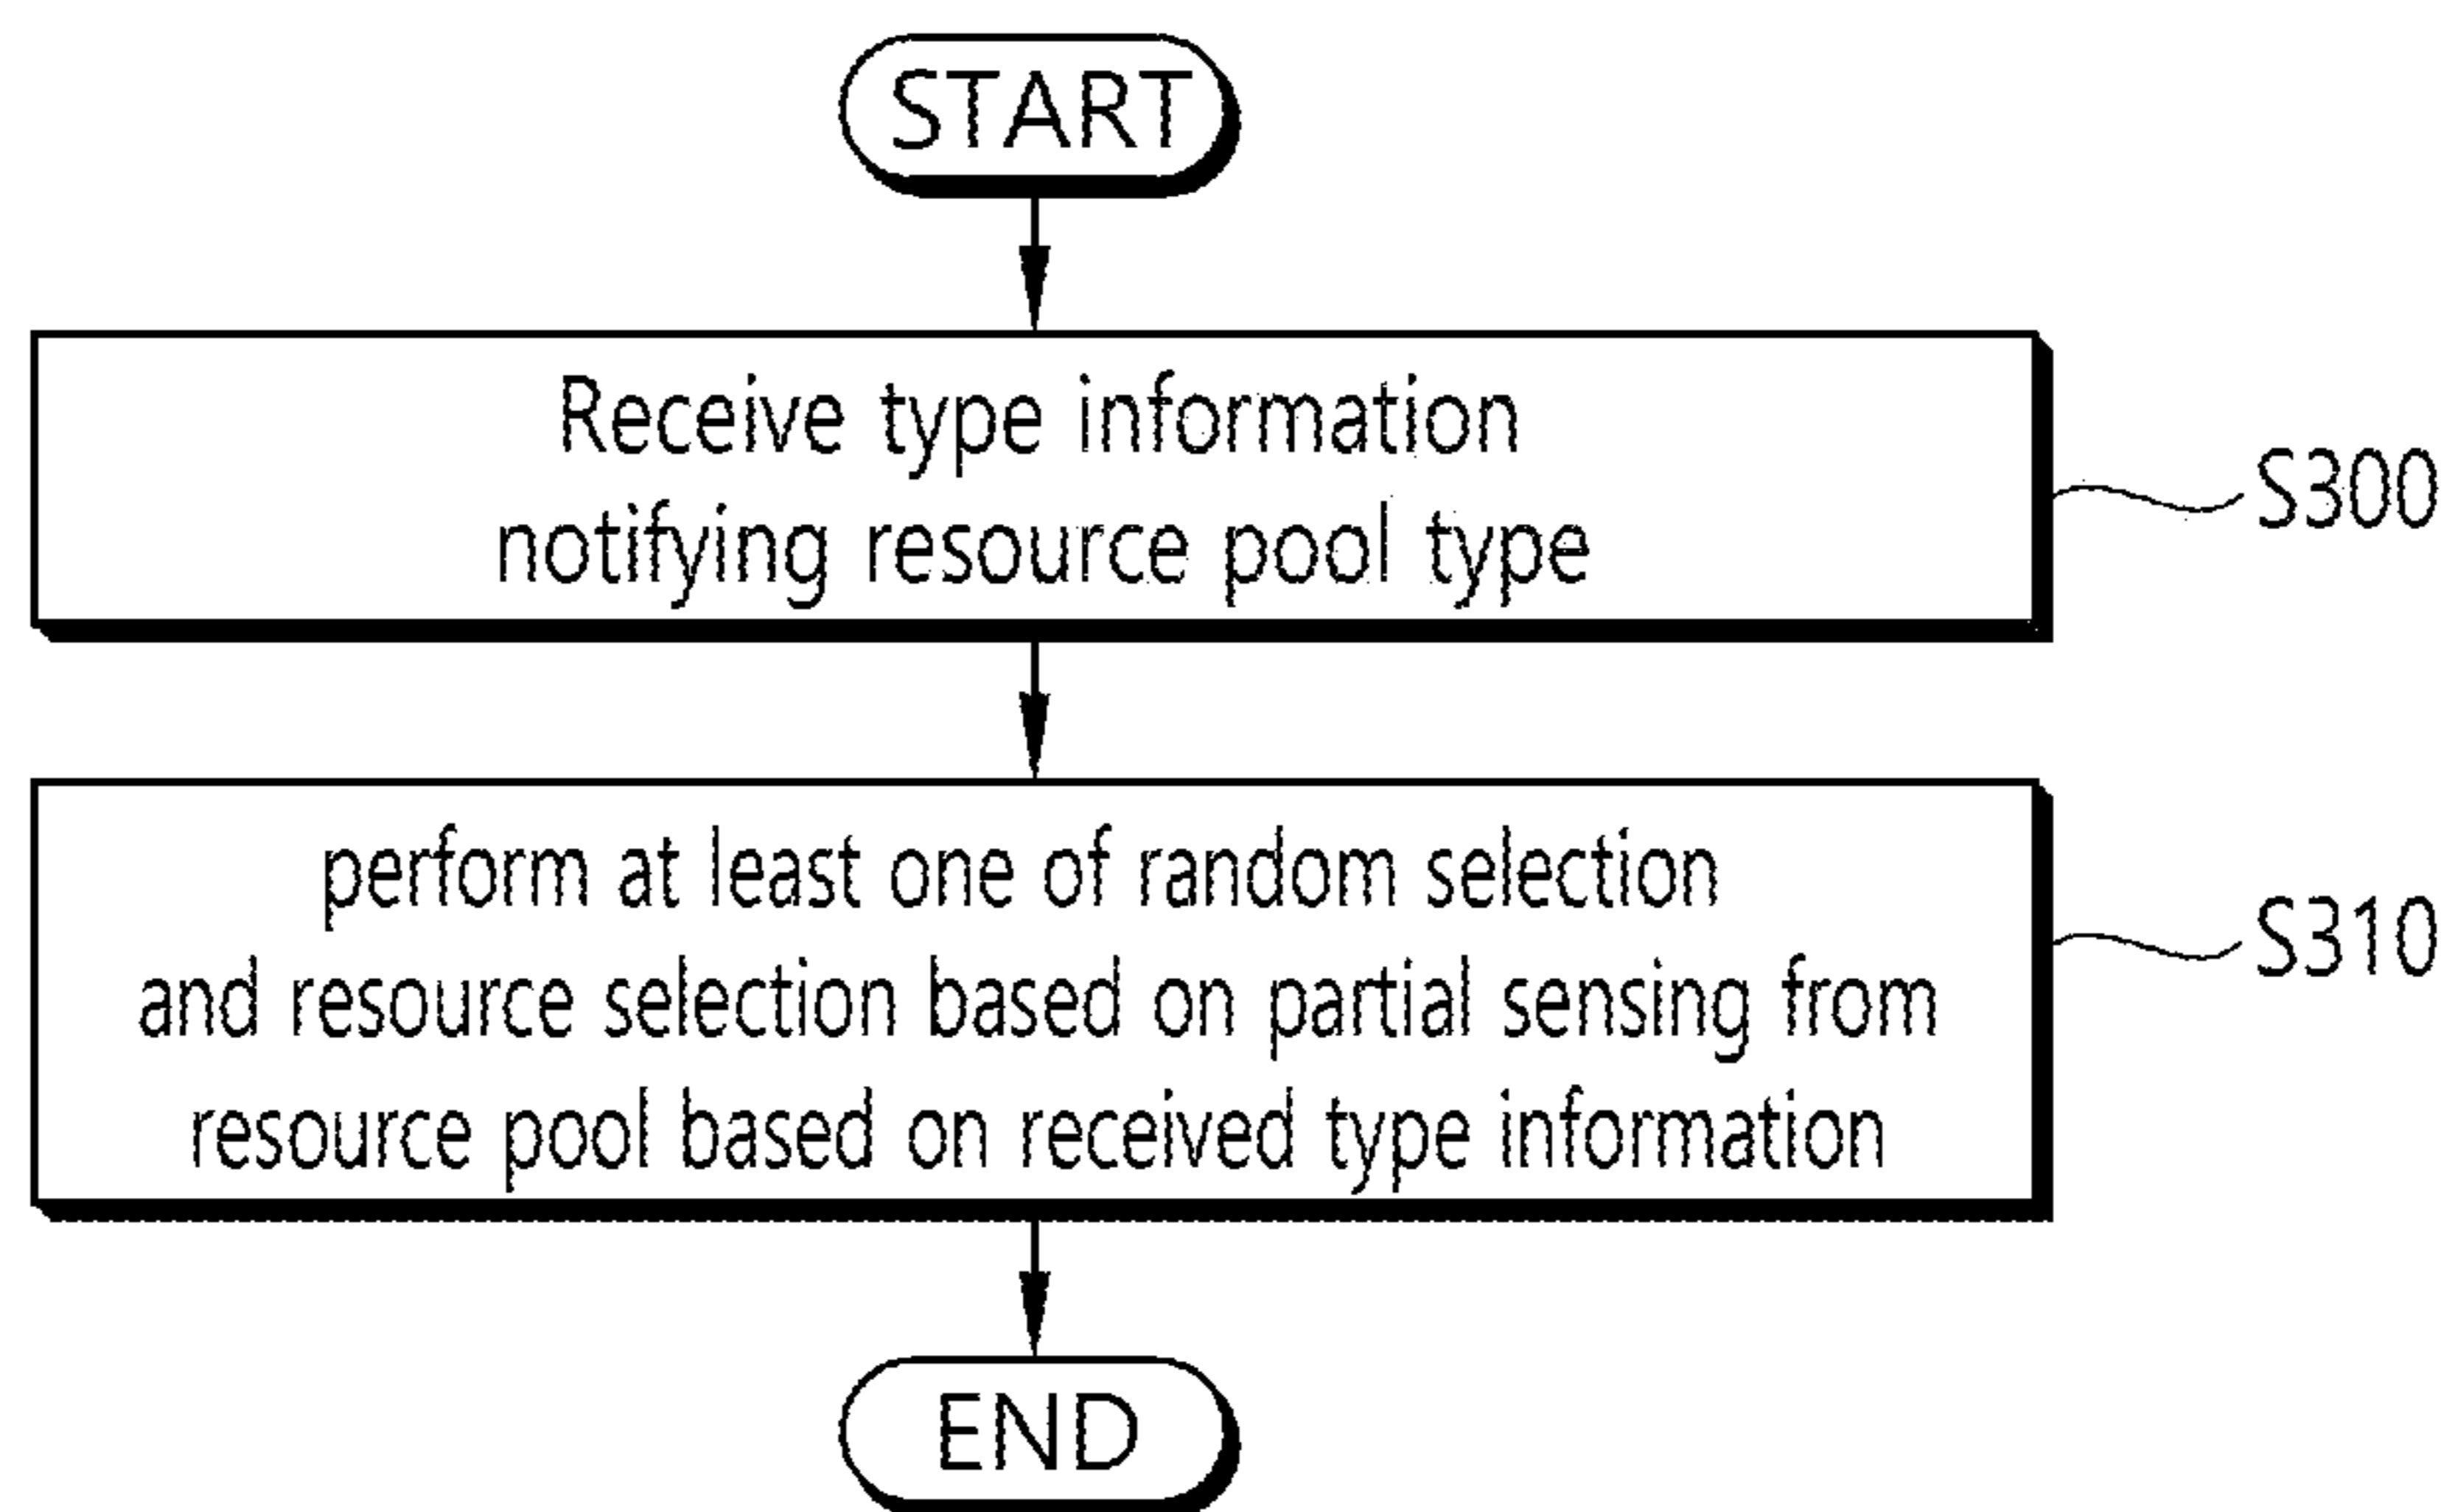 START
Receive type information
notifying resource pool type
S300
perform at least one of random selection
and resource selection based on partial sensing from
resource pool based on received type information
S310
END